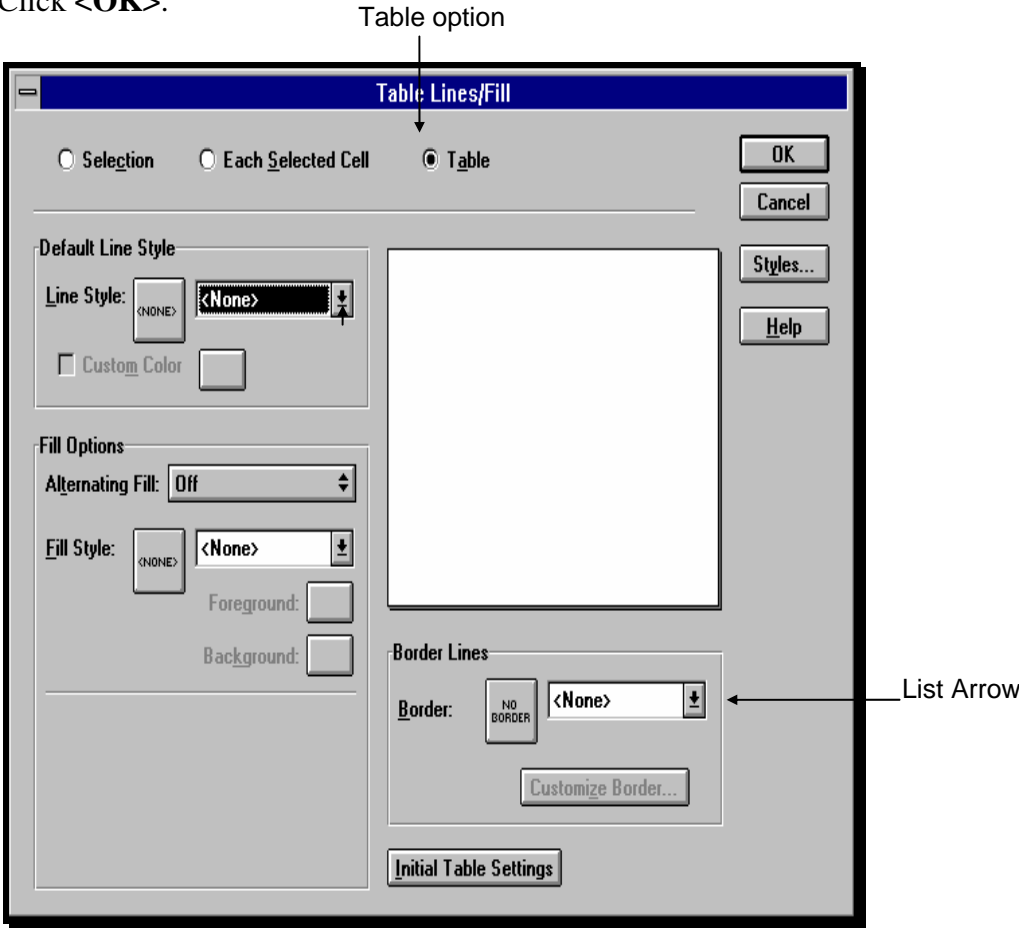 Click <OK>.
Table option
Table Lines/Fill
Selection
Each Selected Cell
Table
OK
Cancel
Styles...
Help
Default Line Style
Line Style:
<NONE>
<None>
Custom Color
Fill Options
Alternating Fill:
Off
Fill Style:
<NONE>
<None>
Foreground:
Background:
Border Lines
Border:
NO
BORDER
<None>
List Arrow
Customize Border...
Initial Table Settings